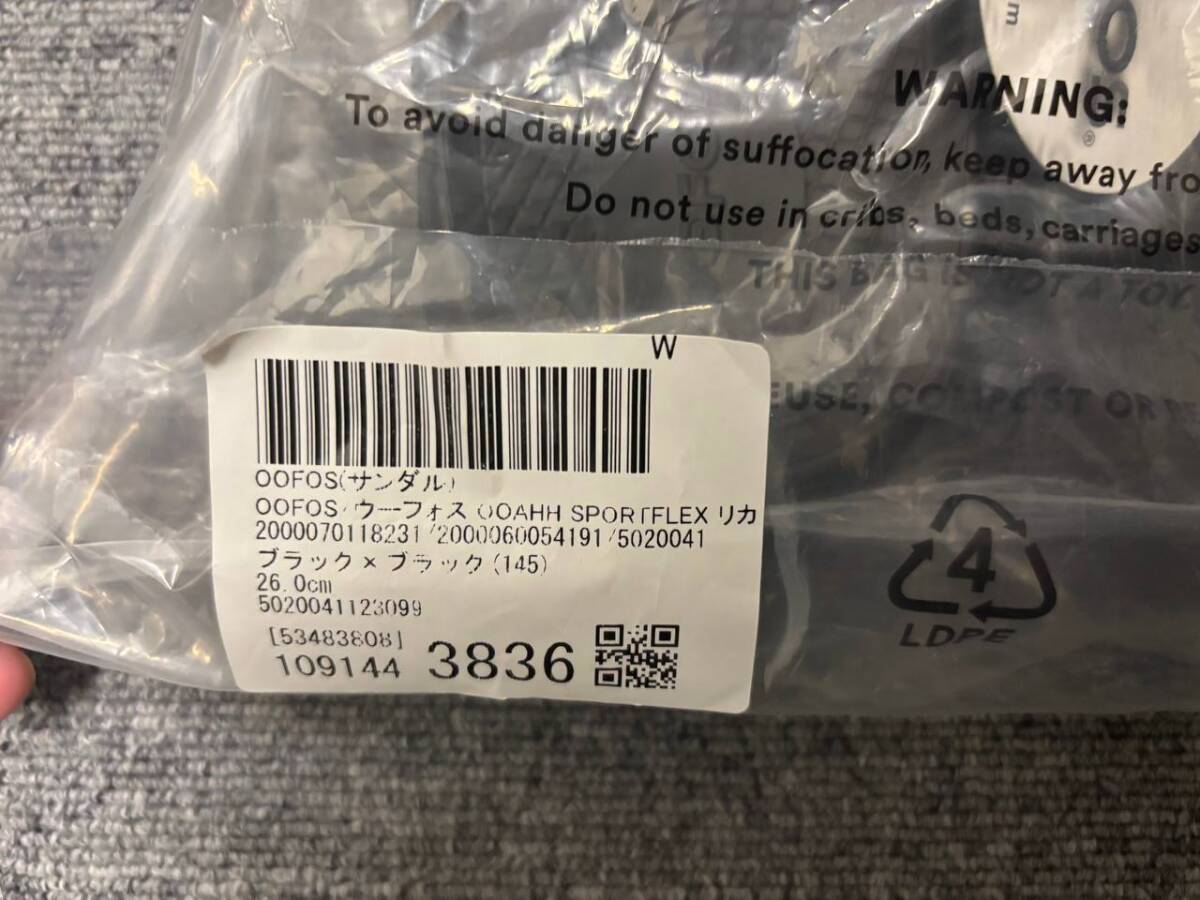 m
O
WARNING:
To avoid danger of suffocation, keep away fro
Do not use in cribs, beds, carriages
THIS BAG IS NOT A TOY
EUSE, COMPOST OR RE
W
OOFOS(サンダル)
OOFOS/ウーフォス OOAHH SPORTFLEX リカ
2000070118231/2000060054191/5020041
ブラック×ブラック(145)
26.0cm
5020041123099
[53483808]
109144 3836
4
LDPE